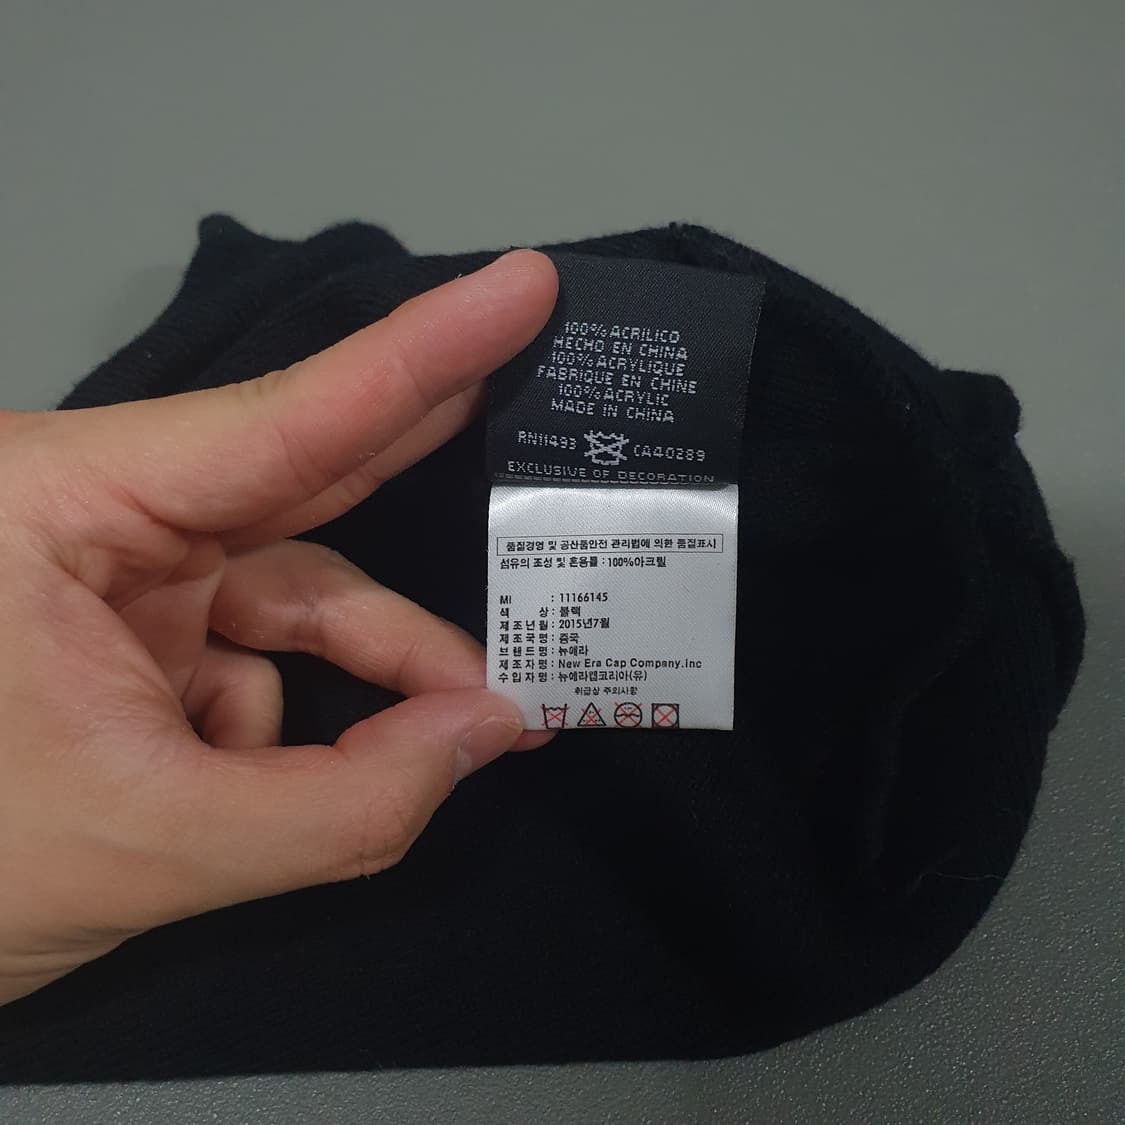 100% ACRILICO
HECHO EN CHINA
100% ACRYLIQUE
FABRIQUE EN CHINE
100% ACRYLIC
MADE IN CHINA
RN11493 CA40289
EXCLUSIVE OF DECORATION
품질경영 및 공산품안전 관리법에 의한 품질표시
섬유의 조성 및 혼용률 : 100%아크릴
MI : 11166145
색 상 : 블랙
제조년월 : 2015년7월
제조국명 : 중국
브랜드명 : 뉴에라
제조자명 : New Era Cap Company.inc
수입자명 : 뉴에라캡코리아(유)
취급상 주의사항